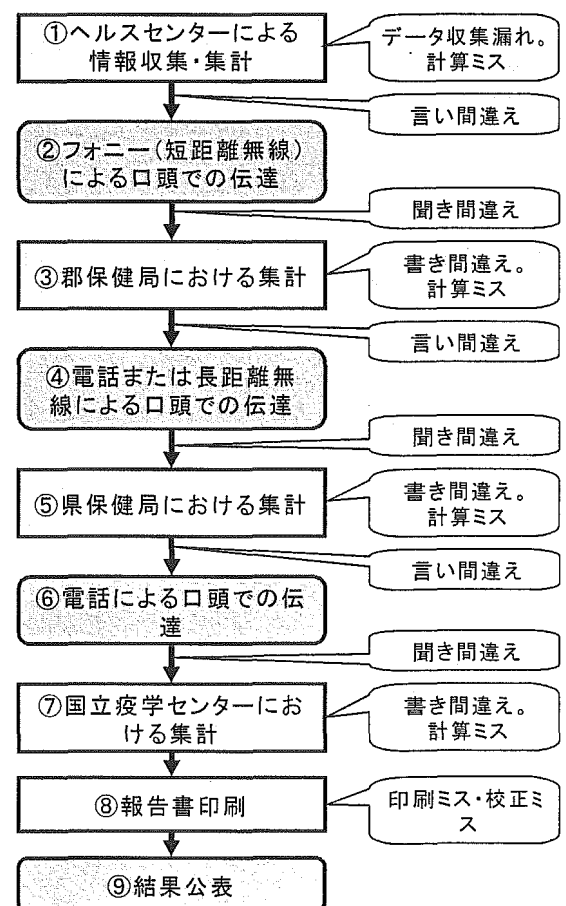 ①ヘルスセンターによる
情報収集・集計
データ収集漏れ。
計算ミス
言い間違え
②フォニー(短距離無線)
による口頭での伝達
聞き間違え
③郡保健局における集計
書き間違え。
計算ミス
言い間違え
④電話または長距離無
線による口頭での伝達
聞き間違え
⑤県保健局における集計
書き間違え。
計算ミス
言い間違え
⑥電話による口頭での伝
達
聞き間違え
⑦国立疫学センターにお
ける集計
書き間違え。
計算ミス
⑧報告書印刷
印刷ミス・校正ミ
ス
⑨結果公表